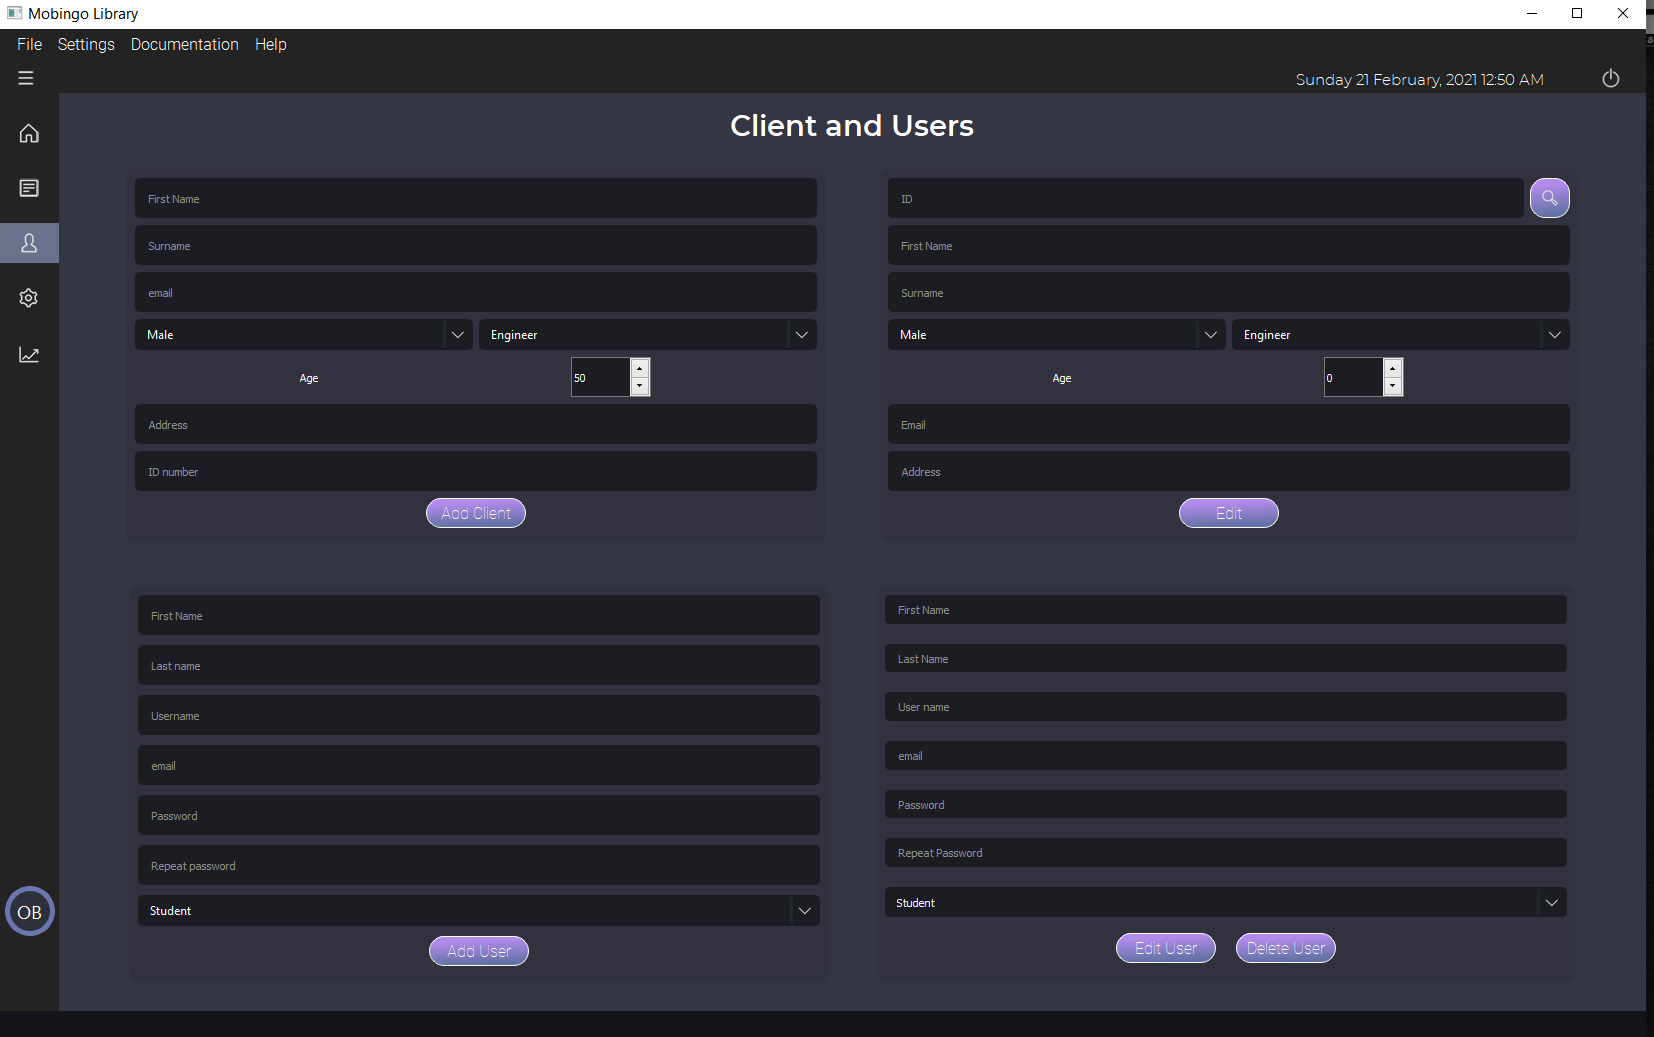 Mobingo Library
File Settings Documentation Help
Sunday 21 February, 2021 12:50 AM
Client and Users
First Name
Surname
email
Male
Engineer
Age
50
Address
ID number
Add Client
ID
First Name
Surname
Male
Engineer
Age
0
Email
Address
Edit
First Name
Last name
Username
email
Password
Repeat password
Student
Add User
First Name
Last Name
User name
email
Password
Repeat Password
Student
Edit User
Delete User
OB